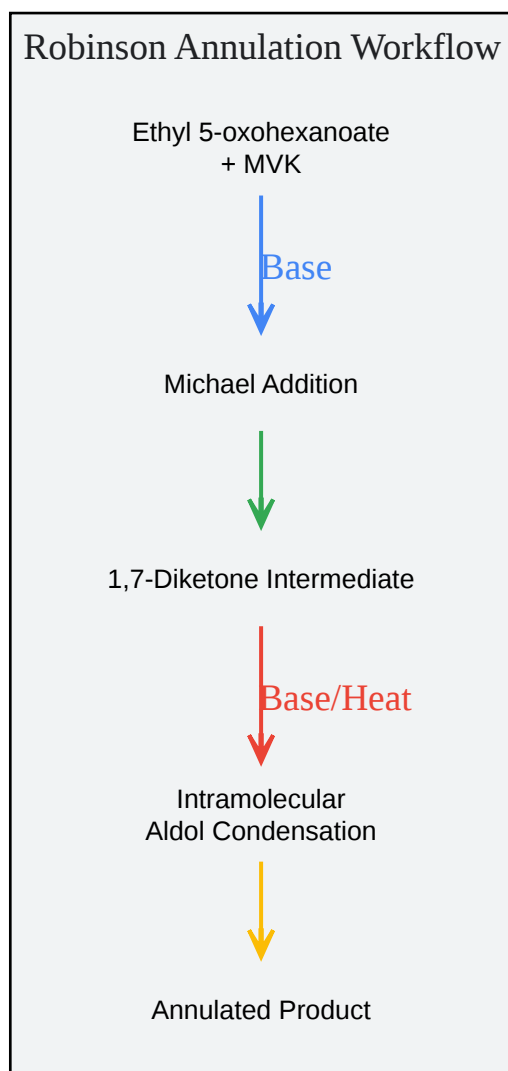 Robinson Annulation Workflow
Ethyl 5-oxohexanoate
+ MVK
Base
Michael Addition
1,7-Diketone Intermediate
Base/Heat
Intramolecular
Aldol Condensation
Annulated Product